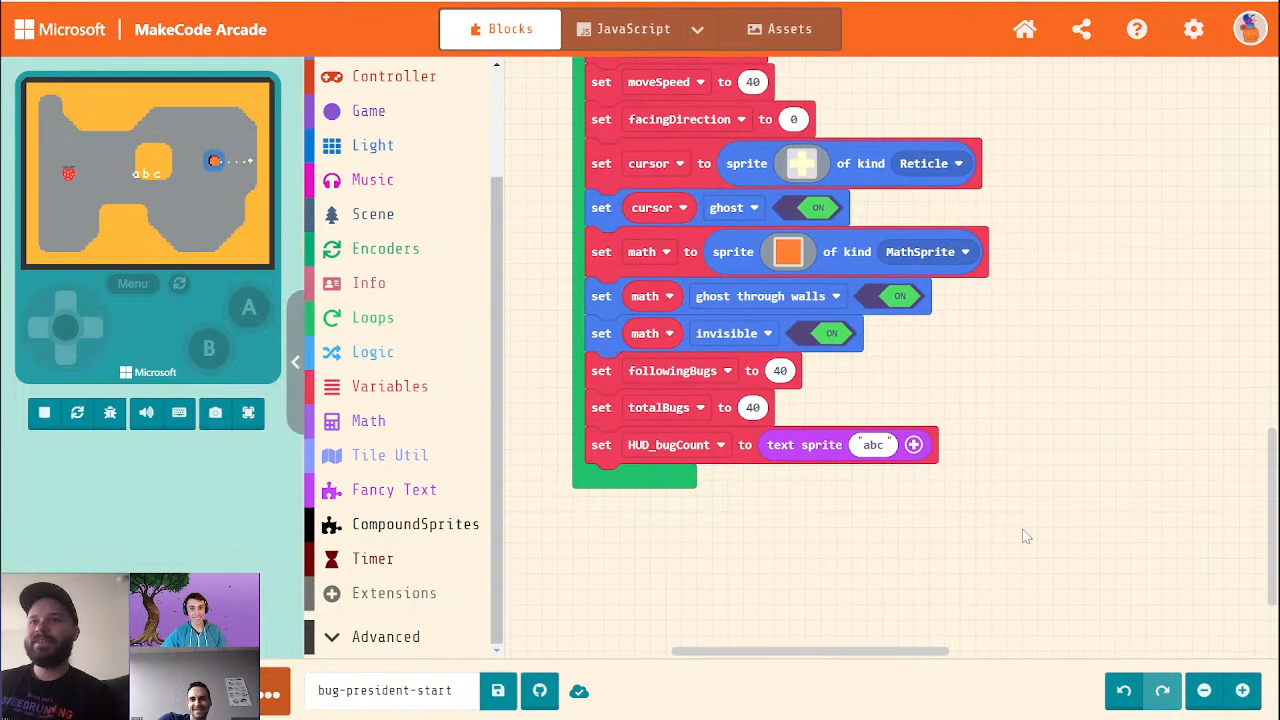 Microsoft
MakeCode Arcade
Blocks
JavaScript
Assets
abc
Menu
A
B
Microsoft
Controller
Game
Light
Music
Scene
Encoders
Info
Loops
Logic
Variables
Math
Tile Util
Fancy Text
CompoundSprites
Timer
Extensions
Advanced
set moveSpeed to 40
set facingDirection to 0
set cursor to sprite of kind Reticle
set cursor ghost ON
set math to sprite of kind MathSprite
set math ghost through walls ON
set math invisible ON
set followingBugs to 40
set totalBugs to 40
set HUD_bugCount to text sprite "abc"
bug-president-start
SPEEDRUNNING